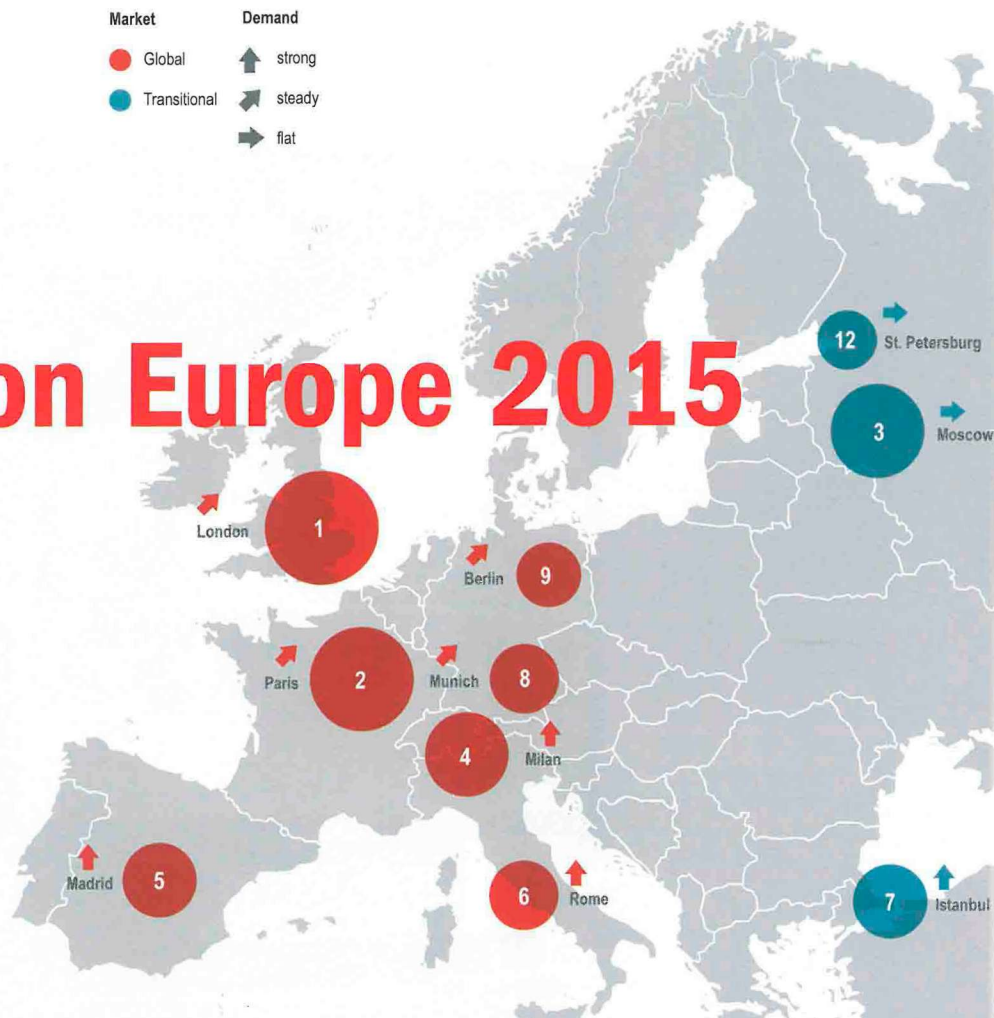 Market
Demand
Global
strong
Transitional
steady
flat
on Europe 2015
12
St. Petersburg
3
Moscow
London
1
Berlin
9
Paris
2
Munich
8
4
Milan
Madrid
5
6
Rome
7
Istanbul